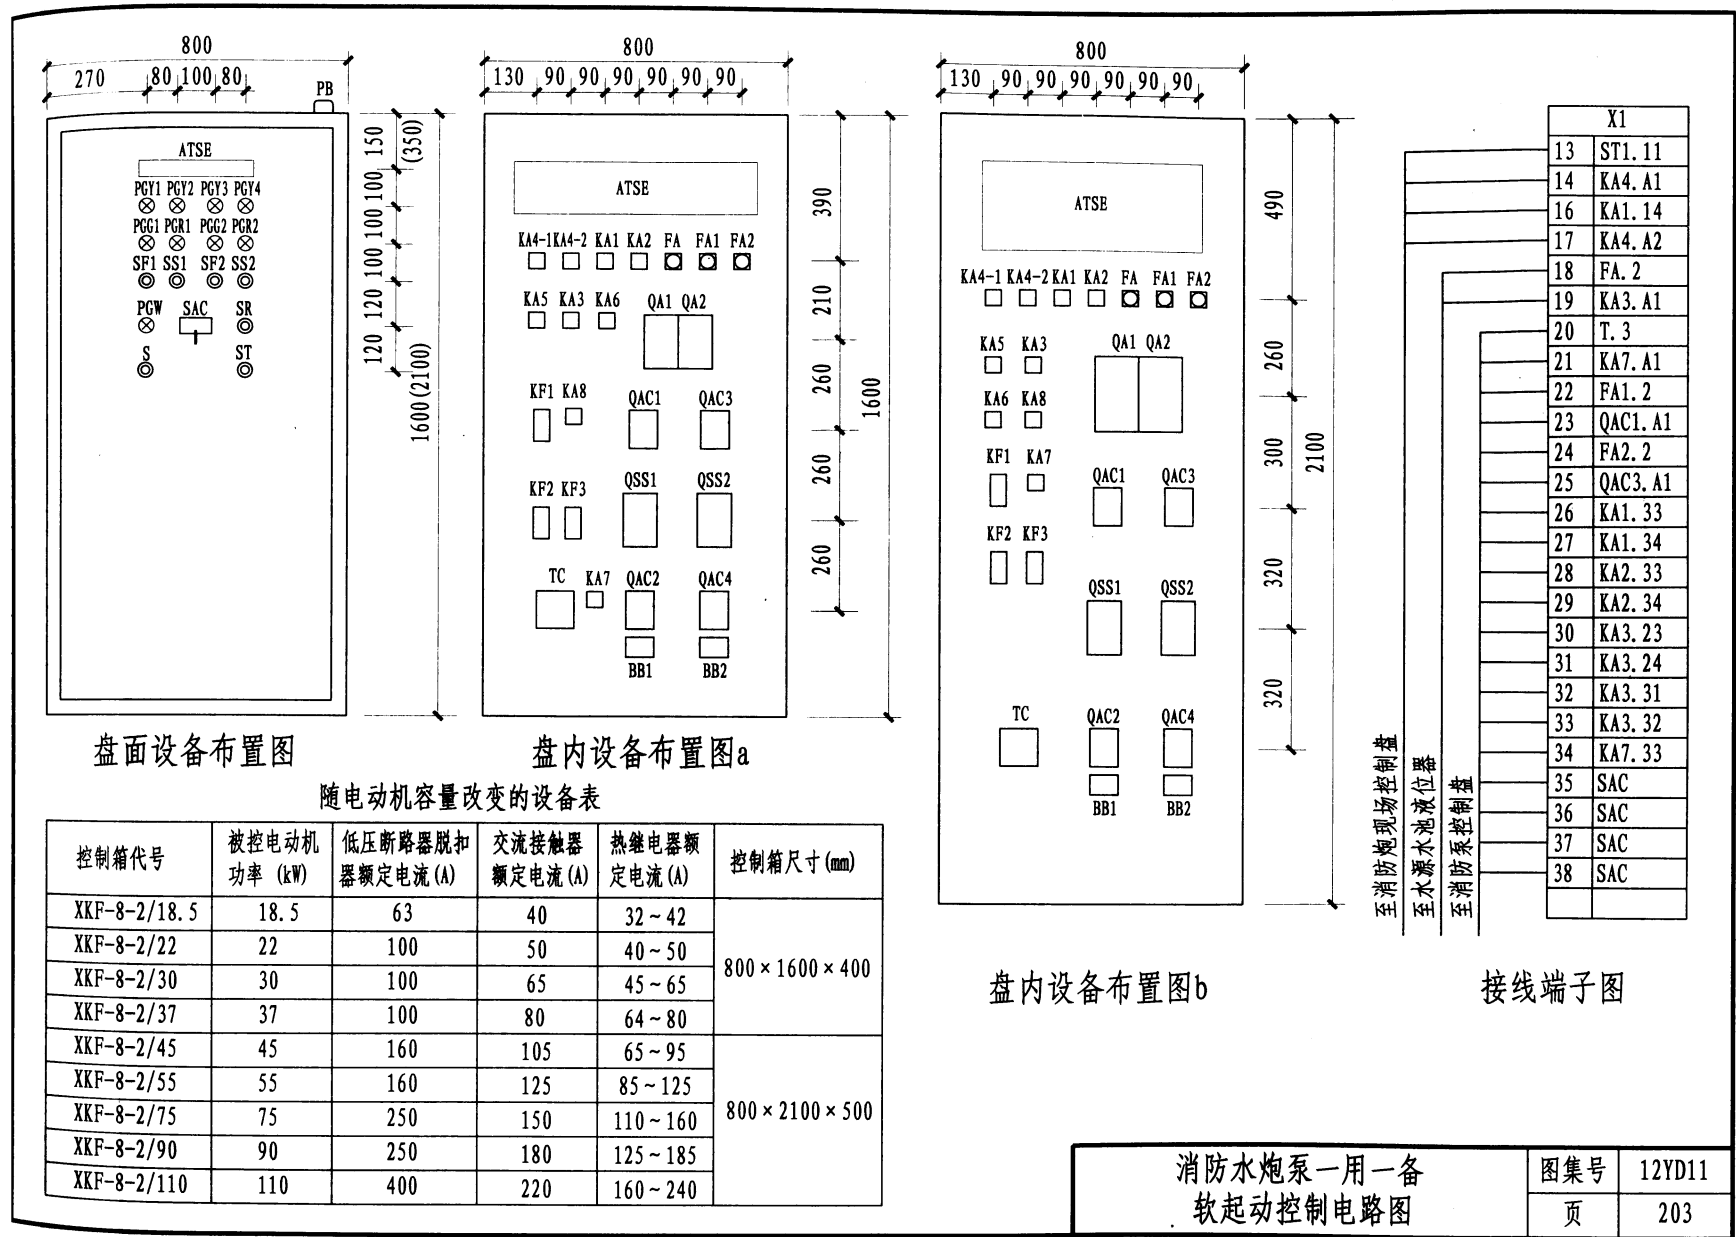 800
270 80 100 80
PB
ATSE
PGY1 PGY2 PGY3 PGY4
PGG1 PGR1 PGG2 PGR2
SF1 SS1 SF2 SS2
PGW SAC SR
S ST
150
(350)
100
100
100
120
120
1600(2100)
盘面设备布置图
800
130 90 90 90 90 90 90
ATSE
KA4-1 KA4-2 KA1 KA2 FA FA1 FA2
KA5 KA3 KA6 QA1 QA2
KF1 KA8 QAC1 QAC3
KF2 KF3 QSS1 QSS2
TC KA7 QAC2 QAC4
BB1 BB2
390
210
260
260
260
1600
盘内设备布置图a
800
130 90 90 90 90 90 90
ATSE
KA4-1 KA4-2 KA1 KA2 FA FA1 FA2
KA5 KA3 QA1 QA2
KA6 KA8
KF1 KA7 QAC1 QAC3
KF2 KF3
QSS1 QSS2
TC QAC2 QAC4
BB1 BB2
490
260
300
320
320
2100
盘内设备布置图b
X1
13 ST1.11
14 KA4.A1
16 KA1.14
17 KA4.A2
18 FA.2
19 KA3.A1
20 T.3
21 KA7.A1
22 FA1.2
23 QAC1.A1
24 FA2.2
25 QAC3.A1
26 KA1.33
27 KA1.34
28 KA2.33
29 KA2.34
30 KA3.23
31 KA3.24
32 KA3.31
33 KA3.32
34 KA7.33
35 SAC
36 SAC
37 SAC
38 SAC
至消防炮现场控制盘
至水源水池液位器
至消防泵控制盘
接线端子图
随电动机容量改变的设备表
控制箱代号 被控电动机 低压断路器脱扣 交流接触器 热继电器额 控制箱尺寸(mm)
功率 (kW) 器额定电流(A) 额定电流(A) 定电流(A)
XKF-8-2/18.5 18.5 63 40 32~42
XKF-8-2/22 22 100 50 40~50
800×1600×400
XKF-8-2/30 30 100 65 45~65
XKF-8-2/37 37 100 80 64~80
XKF-8-2/45 45 160 105 65~95
XKF-8-2/55 55 160 125 85~125
XKF-8-2/75 75 250 150 110~160 800×2100×500
XKF-8-2/90 90 250 180 125~185
XKF-8-2/110 110 400 220 160~240
消防水炮泵一用一备
软起动控制电路图
图集号 12YD11
页 203